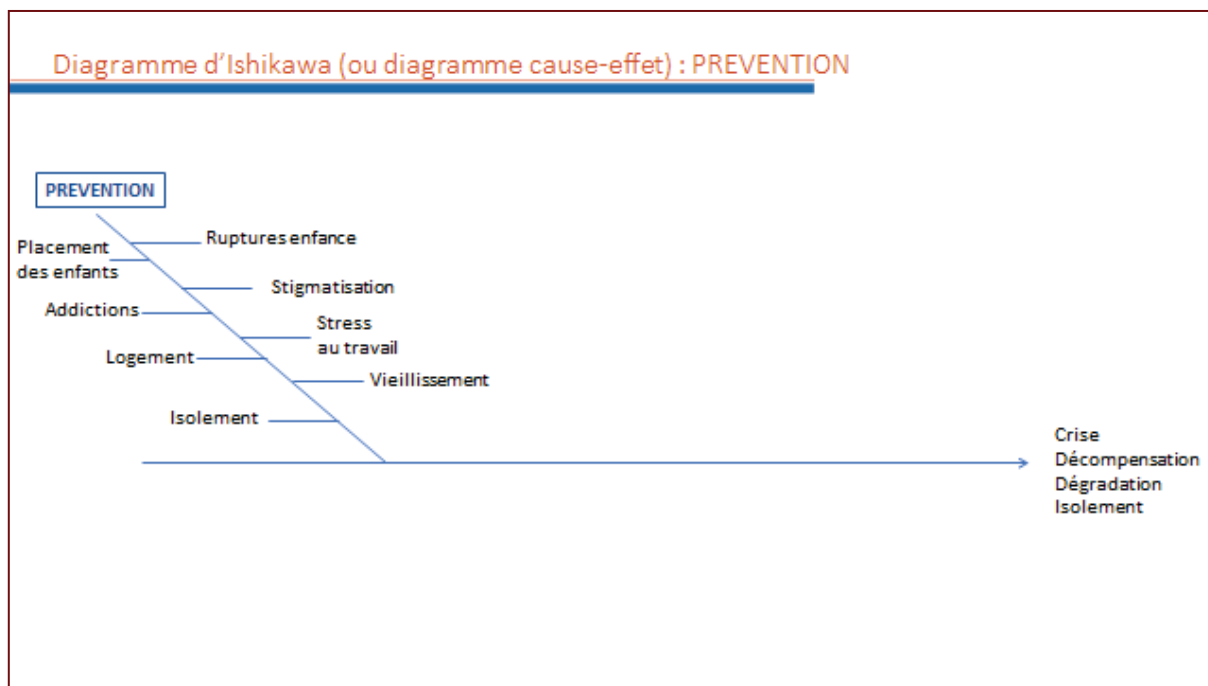 Diagramme d'Ishikawa (ou diagramme cause-effet) : PREVENTION
PREVENTION
Ruptures enfance
Placement
des enfants
Stigmatisation
Addictions
Stress
au travail
Logement
Vieillissement
Isolement
Crise
Décompensation
Dégradation
Isolement